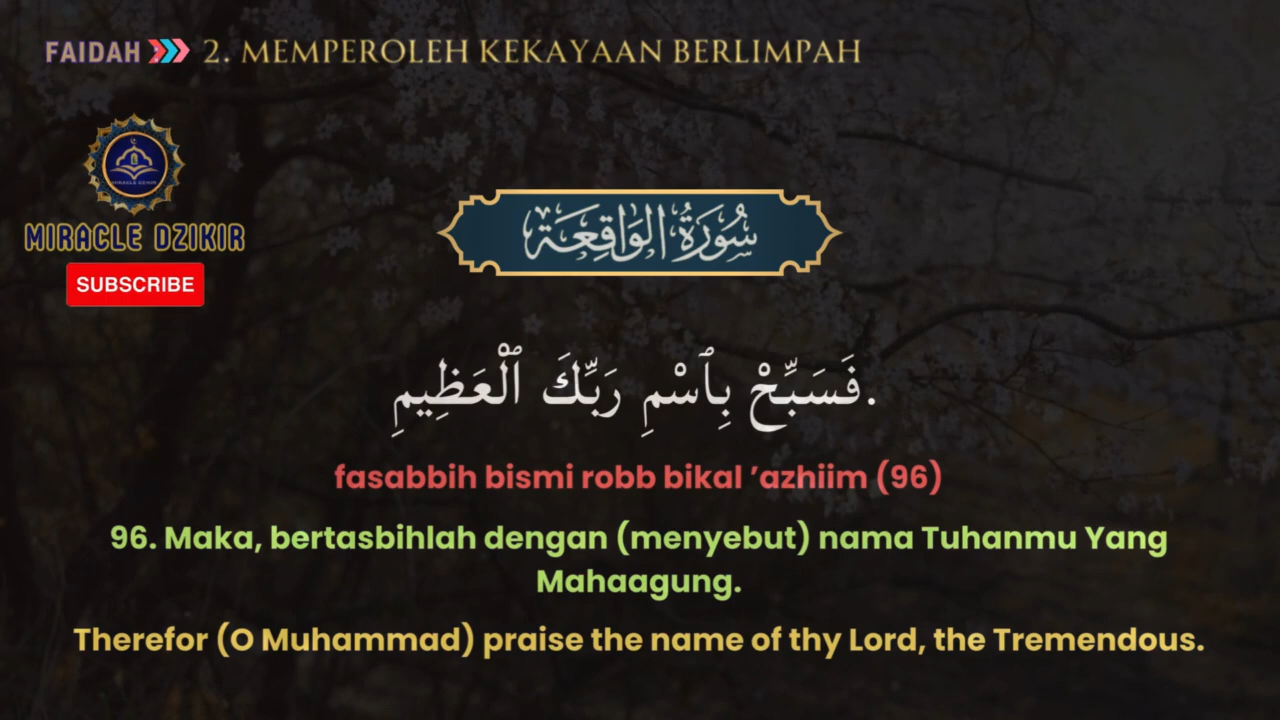 FAIDAH 2. MEMPEROLEH KEKAYAAN BERLIMPAH
MIRACLE DZIKIR
MIRACLE DZIKIR
SUBSCRIBE
سُورَةُ الوَاقِعَة
فَسَبِّحْ بِٱسْمِ رَبِّكَ ٱلْعَظِيمِ.
fasabbih bismi robb bikal ’azhiim (96)
96. Maka, bertasbihlah dengan (menyebut) nama Tuhanmu Yang
Mahaagung.
Therefor (O Muhammad) praise the name of thy Lord, the Tremendous.